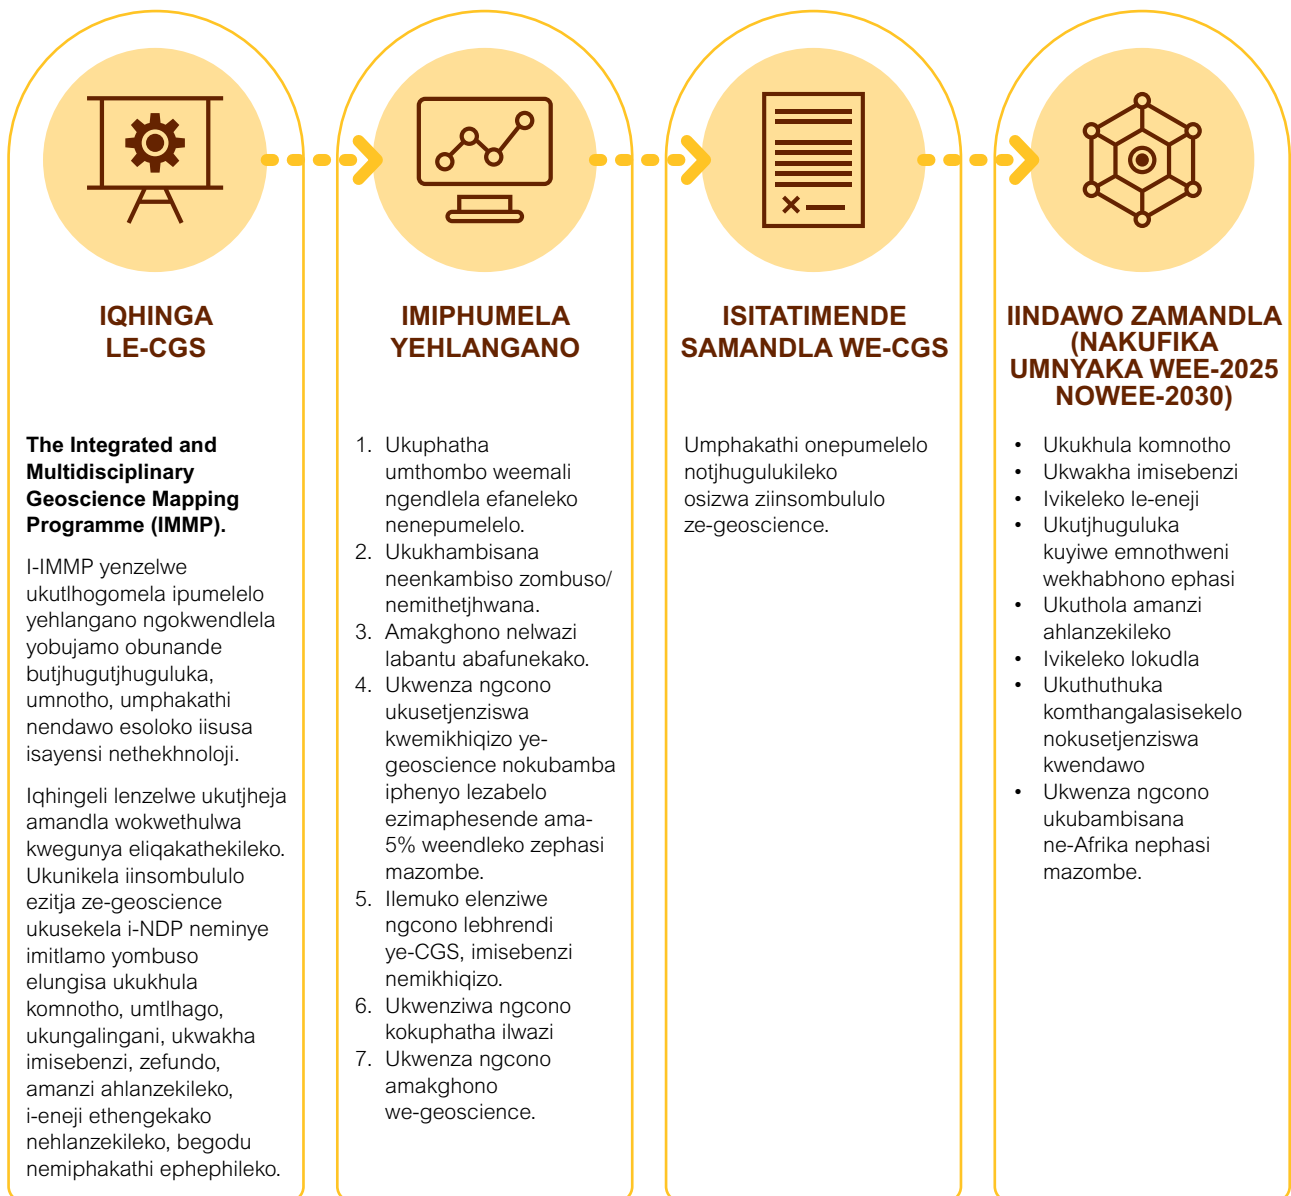 IQHINGA
LE-CGS
The Integrated and
Multidisciplinary
Geoscience Mapping
Programme (IMMP).
I-IMMP yenzelwe
ukutlhogomela ipumelelo
yehlangano ngokwendlela
yobujamo obunande
butjhugutjhuguluka,
umnotho, umphakathi
nendawo esoloko iisusa
isayensi nethekhnoloji.
Iqhingeli lenzelwe ukutjheja
amandla wokwethulwa
kwegunya eliqakathekileko.
Ukunikela iinsombululo
ezitja ze-geoscience
ukusekela i-NDP neminye
imitlamo yombuso
elungisa ukukhula
komnotho, umtlhago,
ukungalingani, ukwakha
imisebenzi, zefundo,
amanzi ahlanzekileko,
i-eneji ethengekako
nehlanzekileko, begodu
nemiphakathi ephephileko.
IMIPHUMELA
YEHLANGANO
1. Ukuphatha
umthombo weemali
ngendlela efaneleko
nenepumelelo.
2. Ukukhambisana
neenkambiso zombuso/
nemithetjhwana.
3. Amakghono nelwazi
labantu abafunekako.
4. Ukwenza ngcono
ukusetjenziswa
kwemikhiqizo ye-
geoscience nokubamba
iphenyo lezabelo
ezimaphesende ama-
5% weendleko zephasi
mazombe.
5. Ilemuko elenziwe
ngcono lebhrendi
ye-CGS, imisebenzi
nemikhiqizo.
6. Ukwenziwa ngcono
kokuphatha ilwazi
7. Ukwenza ngcono
amakghono
we-geoscience.
ISITATIMENDE
SAMANDLA WE-CGS
Umphakathi onepumelelo
notjhugulukileko
osizwa ziinsombululo
ze-geoscience.
IINDAWO ZAMANDLA
(NAKUFIKA
UMNYAKA WEE-2025
NOWEE-2030)
• Ukukhula komnotho
• Ukwakha imisebenzi
• Ivikeleko le-eneji
• Ukutjhuguluka
kuyiwe emnothweni
wekhabhono ephasi
• Ukuthola amanzi
ahlanzekileko
• Ivikeleko lokudla
• Ukuthuthuka
komthangalasisekelo
nokusetjenziswa
kwendawo
• Ukwenza ngcono
ukubambisana
ne-Afrika nephasi
mazombe.